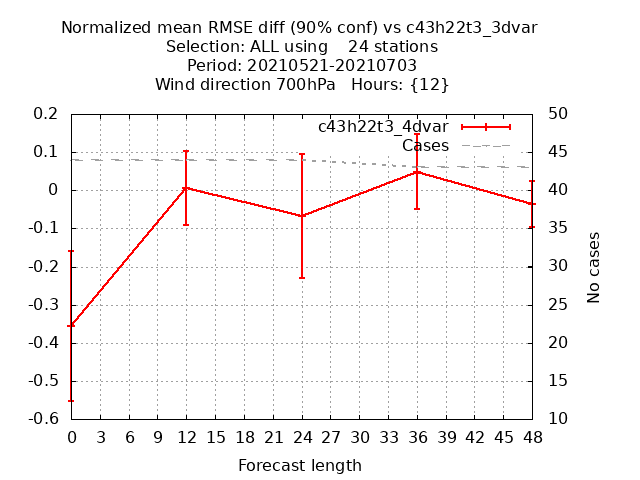 Normalized mean RMSE diff (90% conf) vs c43h22t3_3dvar
Selection: ALL using    24 stations
Period: 20210521-20210703
Wind direction 700hPa   Hours: {12}
c43h22t3_4dvar
Cases
0.2
0.1
0
-0.1
-0.2
-0.3
-0.4
-0.5
-0.6
50
45
40
35
30
25
20
15
10
No cases
0 3 6 9 12 15 18 21 24 27 30 33 36 39 42 45 48
Forecast length